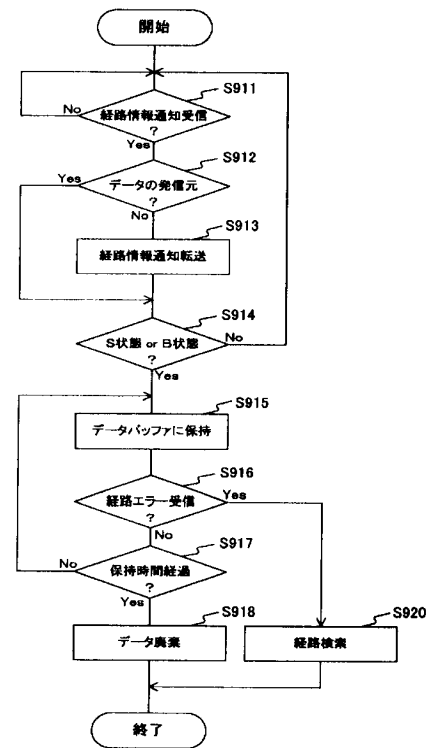 開始
S911
経路情報通知受信
?
No
Yes
S912
データの発信元
?
Yes
No
S913
経路情報通知転送
S914
S状態 or B状態
?
No
Yes
S915
データバッファに保持
S916
経路エラー受信
?
Yes
No
S917
保持時間経過
?
No
Yes
S918
データ廃棄
S920
経路検索
終了